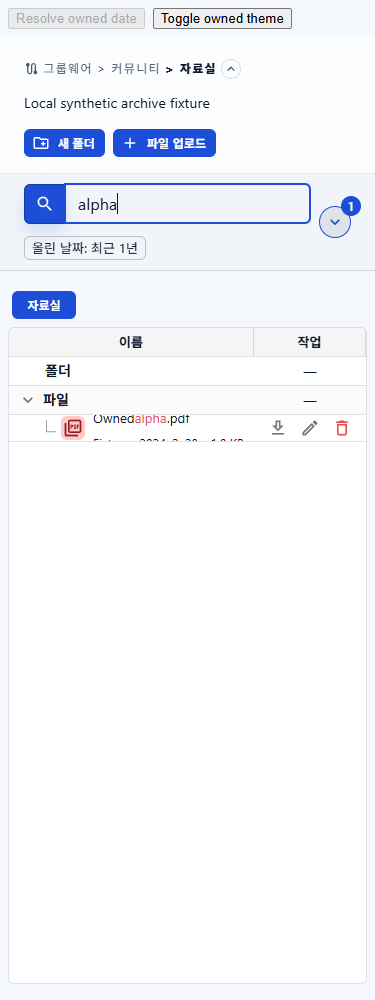 Resolve owned date
Toggle owned theme
그룹웨어 > 커뮤니티 > 자료실
Local synthetic archive fixture
새 폴더
파일 업로드
alpha
1
올린 날짜: 최근 1년
자료실
이름
작업
폴더
—
파일
—
Ownedalpha.pdf